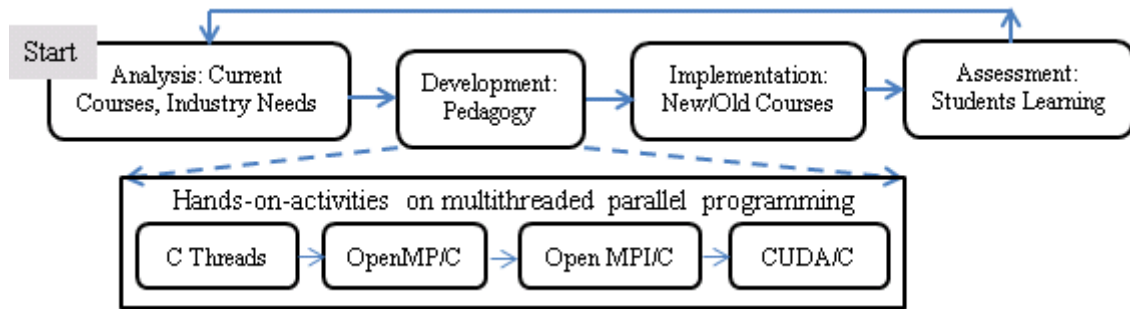 Start
Analysis: Current
Courses, Industry Needs
Development:
Pedagogy
Implementation:
New/Old Courses
Assessment:
Students Learning
Hands-on-activities on multithreaded parallel programming
C Threads
OpenMP/C
Open MPI/C
CUDA/C